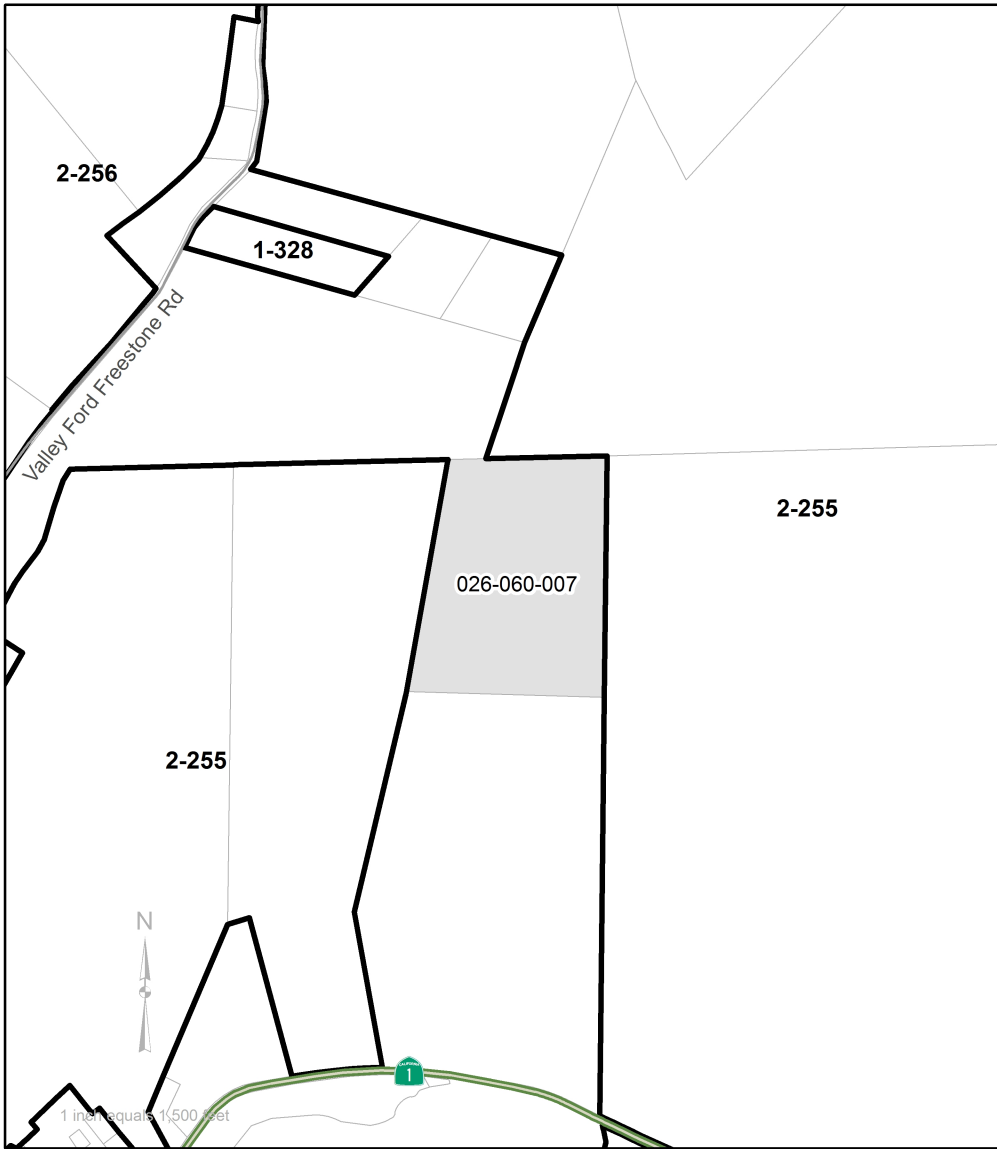 2-256
1-328
Valley Ford Freestone Rd
2-255
026-060-007
2-255
N
CALIFORNIA
1
1 inch equals 1,500 feet